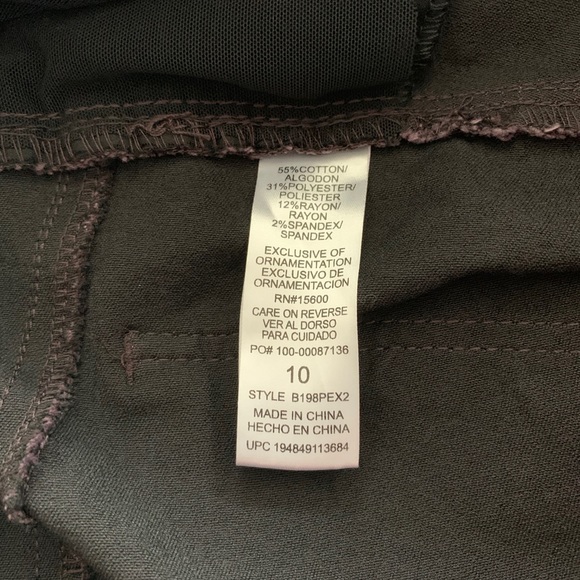 55%COTTON/
ALGODON
31%POLYESTER/
POLIESTER
12%RAYON/
RAYON
2%SPANDEX/
SPANDEX
EXCLUSIVE OF
ORNAMENTATION
EXCLUSIVO DE
ORNAMENTACION
RN#15600
CARE ON REVERSE
VER AL DORSO
PARA CUIDADO
PO# 100-00087136
10
STYLE B198PEX2
MADE IN CHINA
HECHO EN CHINA
UPC 194849113684